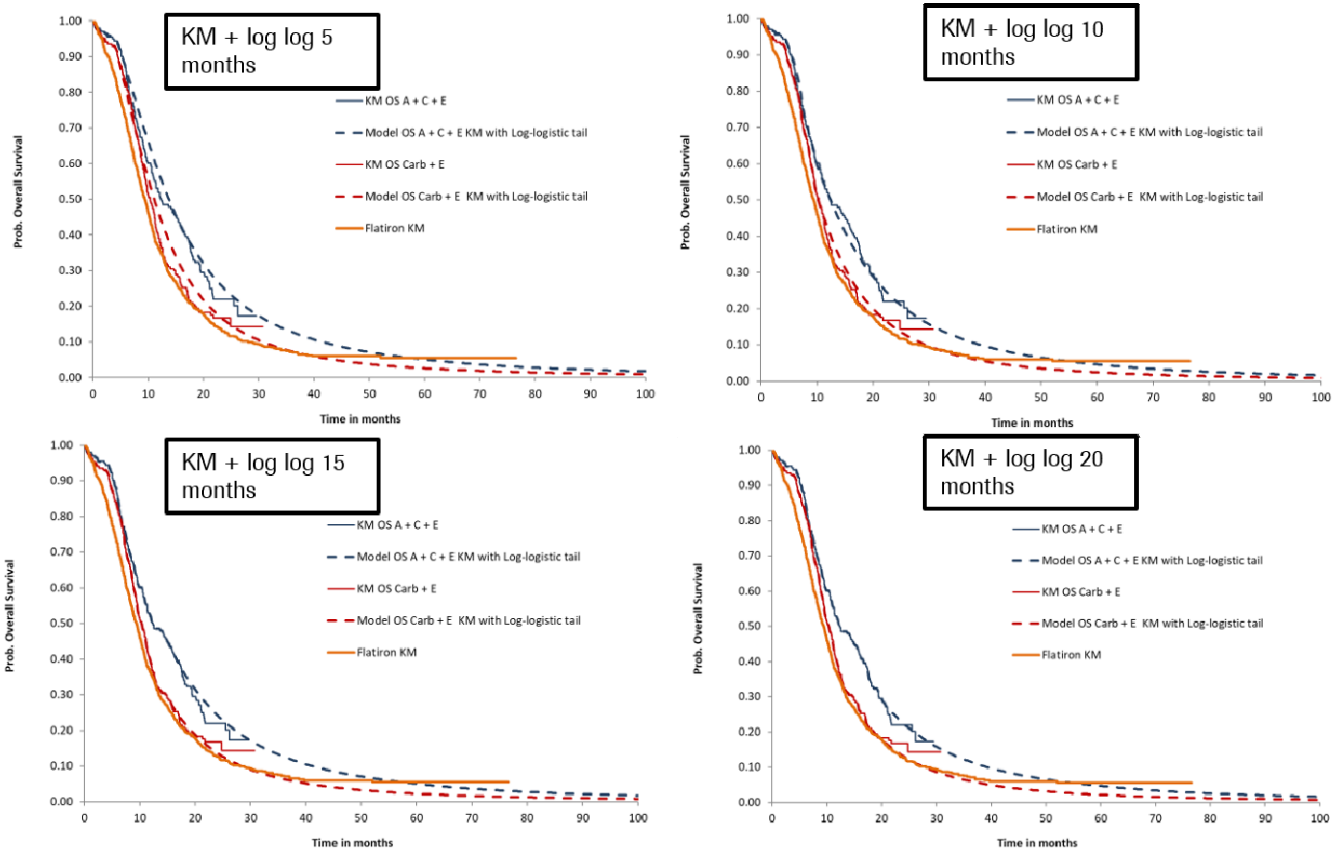 KM + log log 5
months
1.00
0.90
0.80
0.70
0.60
0.50
0.40
0.30
0.20
0.10
0.00
Prob. Overall Survival
KM OS A + C + E
Model OS A + C + E KM with Log-logistic tail
KM OS Carb + E
Model OS Carb + E KM with Log-logistic tail
Flatiron KM
0 10 20 30 40 50 60 70 80 90 100
Time in months
KM + log log 10
months
1.00
0.90
0.80
0.70
0.60
0.50
0.40
0.30
0.20
0.10
0.00
Prob. Overall Survival
KM OS A + C + E
Model OS A + C + E KM with Log-logistic tail
KM OS Carb + E
Model OS Carb + E KM with Log-logistic tail
Flatiron KM
0 10 20 30 40 50 60 70 80 90 100
Time in months
KM + log log 15
months
1.00
0.90
0.80
0.70
0.60
0.50
0.40
0.30
0.20
0.10
0.00
Prob. Overall Survival
KM OS A + C + E
Model OS A + C + E KM with Log-logistic tail
KM OS Carb + E
Model OS Carb + E KM with Log-logistic tail
Flatiron KM
0 10 20 30 40 50 60 70 80 90 100
Time in months
KM + log log 20
months
1.00
0.90
0.80
0.70
0.60
0.50
0.40
0.30
0.20
0.10
0.00
Prob. Overall Survival
KM OS A + C + E
Model OS A + C + E KM with Log-logistic tail
KM OS Carb + E
Model OS Carb + E KM with Log-logistic tail
Flatiron KM
0 10 20 30 40 50 60 70 80 90 100
Time in months